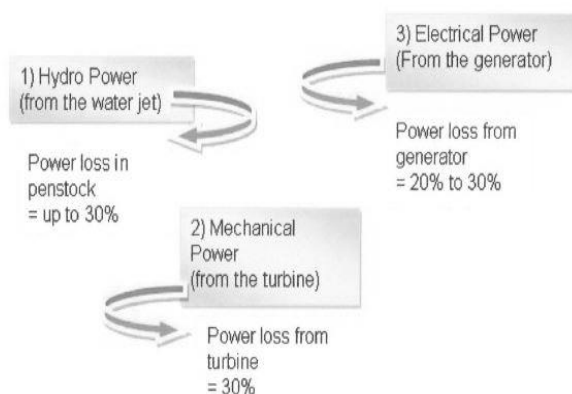 1) Hydro Power
(from the water jet)
Power loss in
penstock
= up to 30%
2) Mechanical
Power
(from the turbine)
Power loss from
turbine
= 30%
3) Electrical Power
(From the generator)
Power loss from
generator
= 20% to 30%